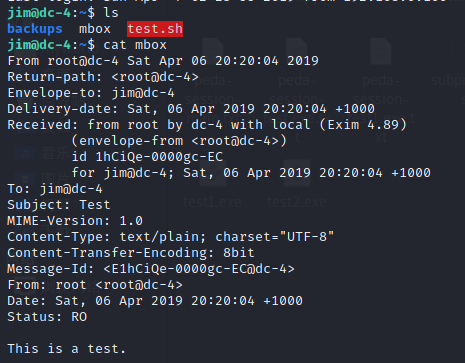 jim@dc-4:~$ ls
backups  mbox  test.sh
jim@dc-4:~$ cat mbox
From root@dc-4 Sat Apr 06 20:20:04 2019
Return-path: <root@dc-4>
Envelope-to: jim@dc-4
Delivery-date: Sat, 06 Apr 2019 20:20:04 +1000
Received: from root by dc-4 with local (Exim 4.89)
        (envelope-from <root@dc-4>)
        id 1hCiQe-0000gc-EC
        for jim@dc-4; Sat, 06 Apr 2019 20:20:04 +1000
To: jim@dc-4
Subject: Test
MIME-Version: 1.0
Content-Type: text/plain; charset="UTF-8"
Content-Transfer-Encoding: 8bit
Message-Id: <E1hCiQe-0000gc-EC@dc-4>
From: root <root@dc-4>
Date: Sat, 06 Apr 2019 20:20:04 +1000
Status: RO

This is a test.